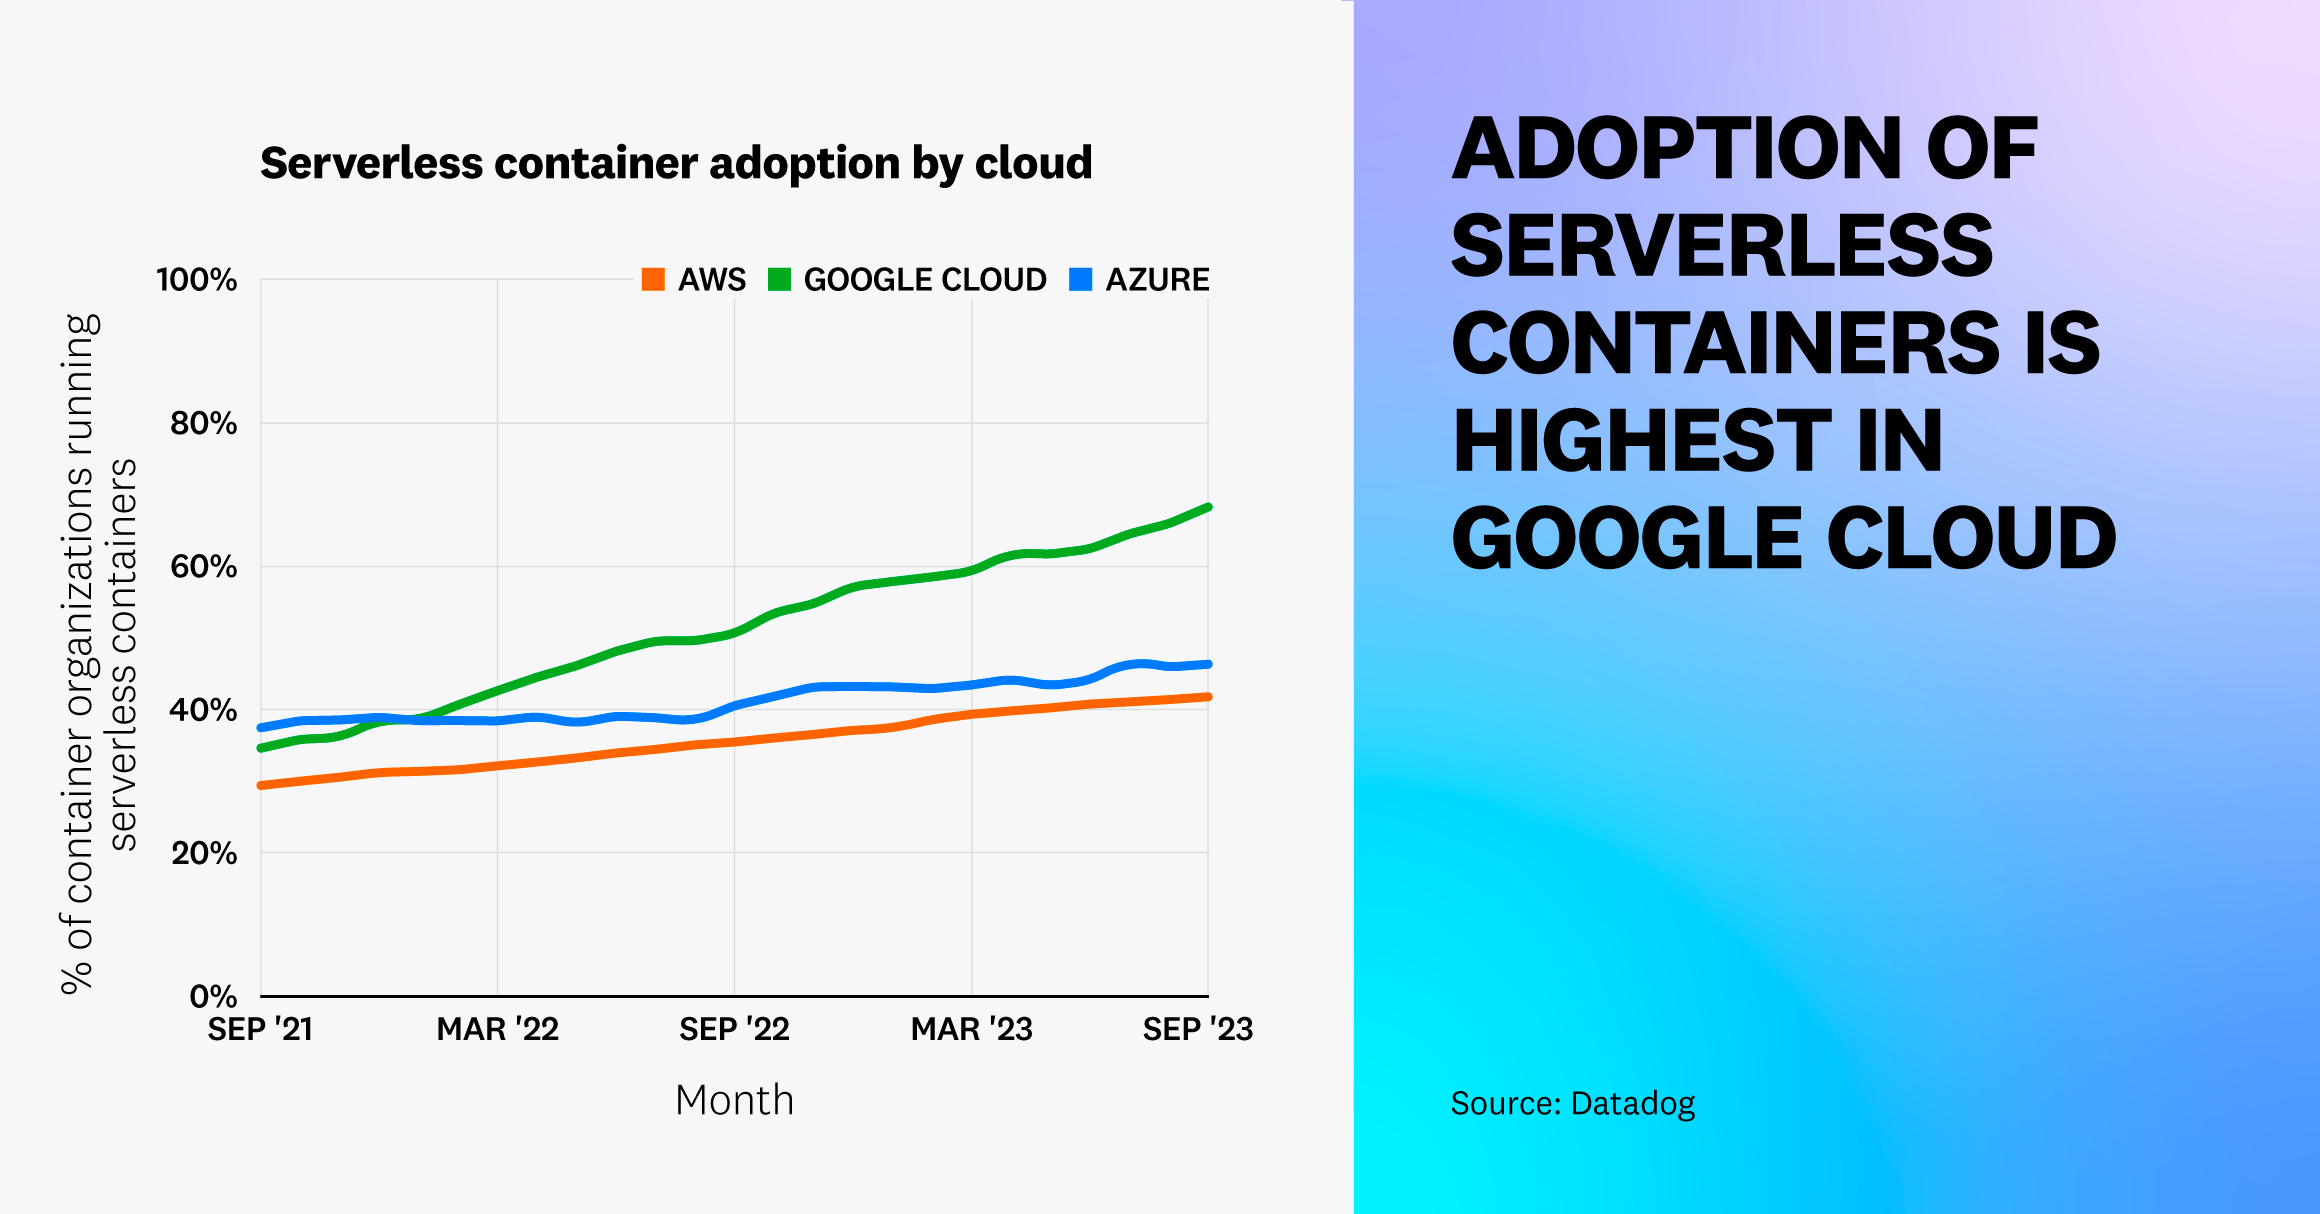 Serverless container adoption by cloud
AWS
GOOGLE CLOUD
AZURE
% of container organizations running
serverless containers
100%
80%
60%
40%
20%
0%
SEP '21
MAR '22
SEP '22
MAR '23
SEP '23
Month
ADOPTION OF
SERVERLESS
CONTAINERS IS
HIGHEST IN
GOOGLE CLOUD
Source: Datadog